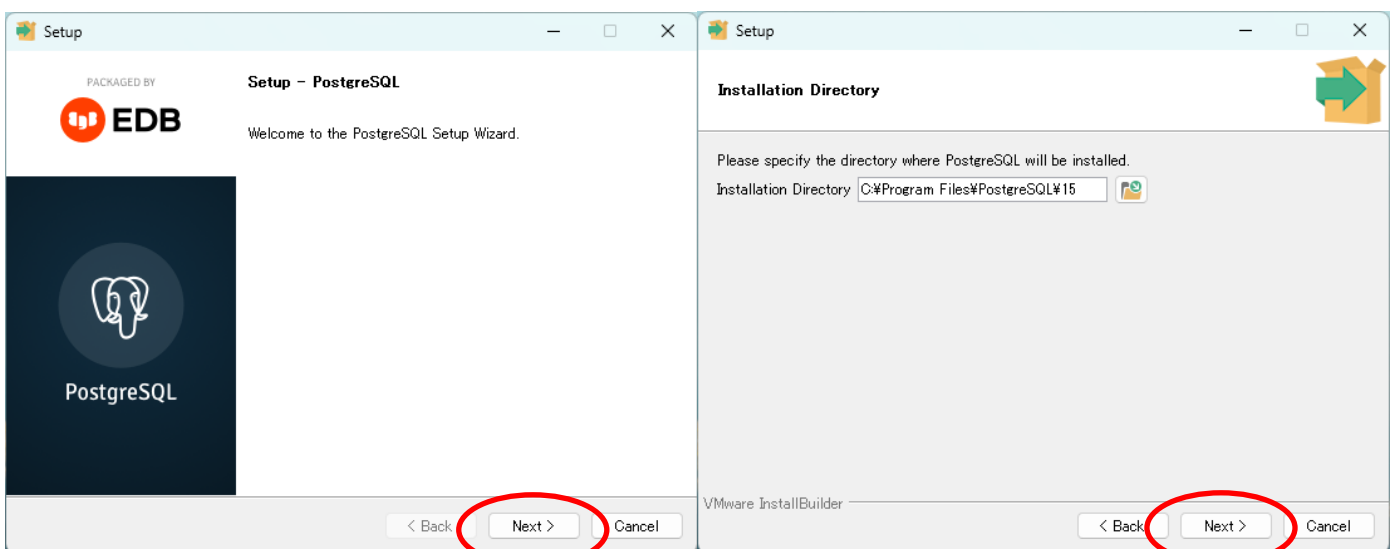 Setup
PACKAGED BY
EDB
Setup - PostgreSQL
Welcome to the PostgreSQL Setup Wizard.
PostgreSQL
< Back
Next >
Cancel
Setup
Installation Directory
Please specify the directory where PostgreSQL will be installed.
Installation Directory C:¥Program Files¥PostgreSQL¥15
VMware InstallBuilder
< Back
Next >
Cancel